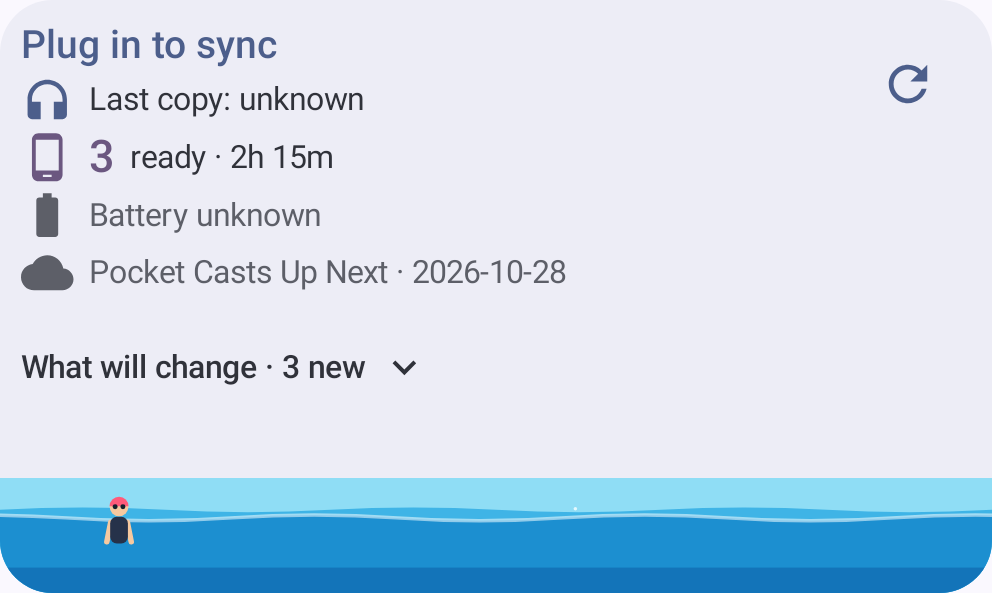 Plug in to sync
Last copy: unknown
3 ready · 2h 15m
Battery unknown
Pocket Casts Up Next · 2026-10-28
What will change · 3 new